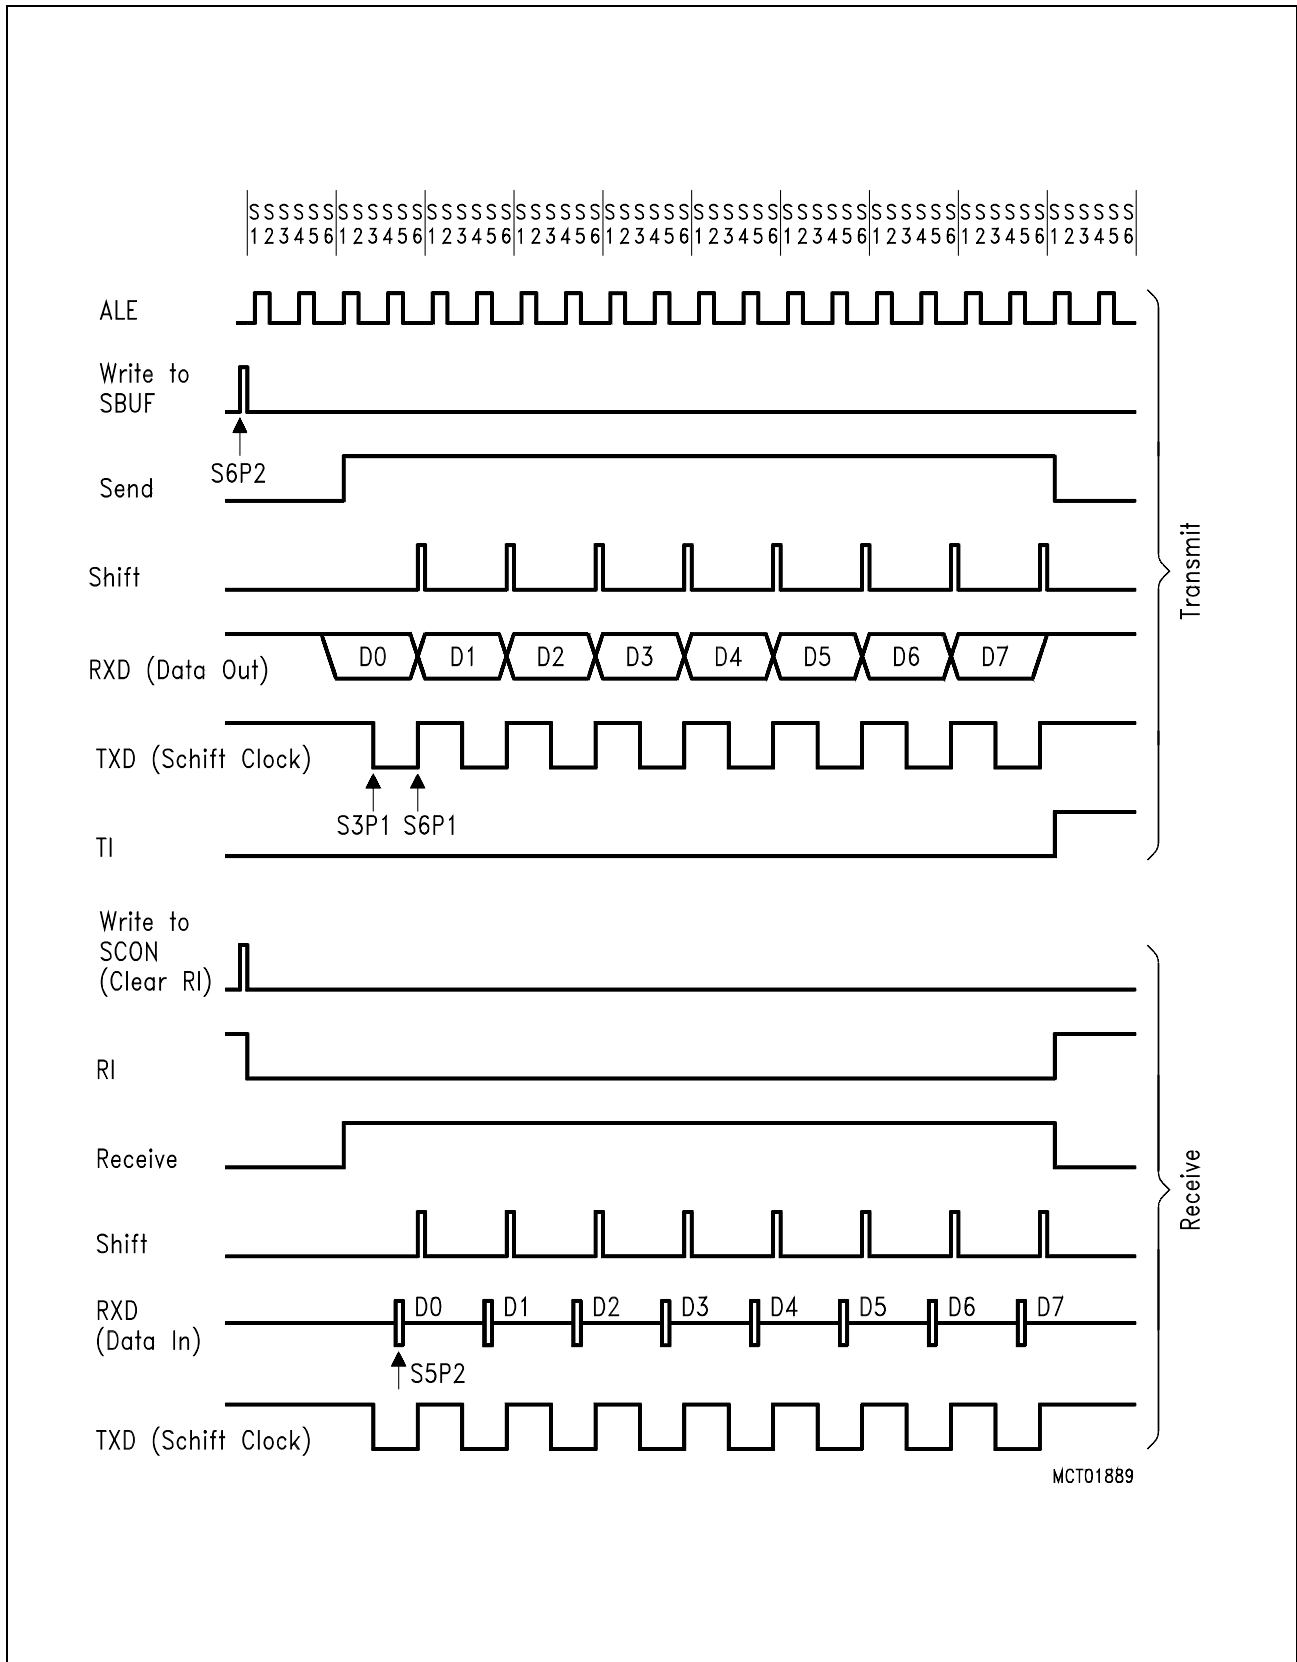 S S S S S S S S S S S S S S S S S S S S S S S S S S S S S S S S S S S S S S S S S S S S S S S S S S S S S S S S S S S S
1 2 3 4 5 6 1 2 3 4 5 6 1 2 3 4 5 6 1 2 3 4 5 6 1 2 3 4 5 6 1 2 3 4 5 6 1 2 3 4 5 6 1 2 3 4 5 6 1 2 3 4 5 6 1 2 3 4 5 6
ALE
Write to
SBUF
S6P2
Send
Shift
RXD (Data Out) D0 D1 D2 D3 D4 D5 D6 D7
TXD (Schift Clock)
S3P1 S6P1
TI
Transmit
Write to
SCON
(Clear RI)
RI
Receive
Shift
RXD D0 D1 D2 D3 D4 D5 D6 D7
(Data In)
S5P2
TXD (Schift Clock)
Receive
MCT01889